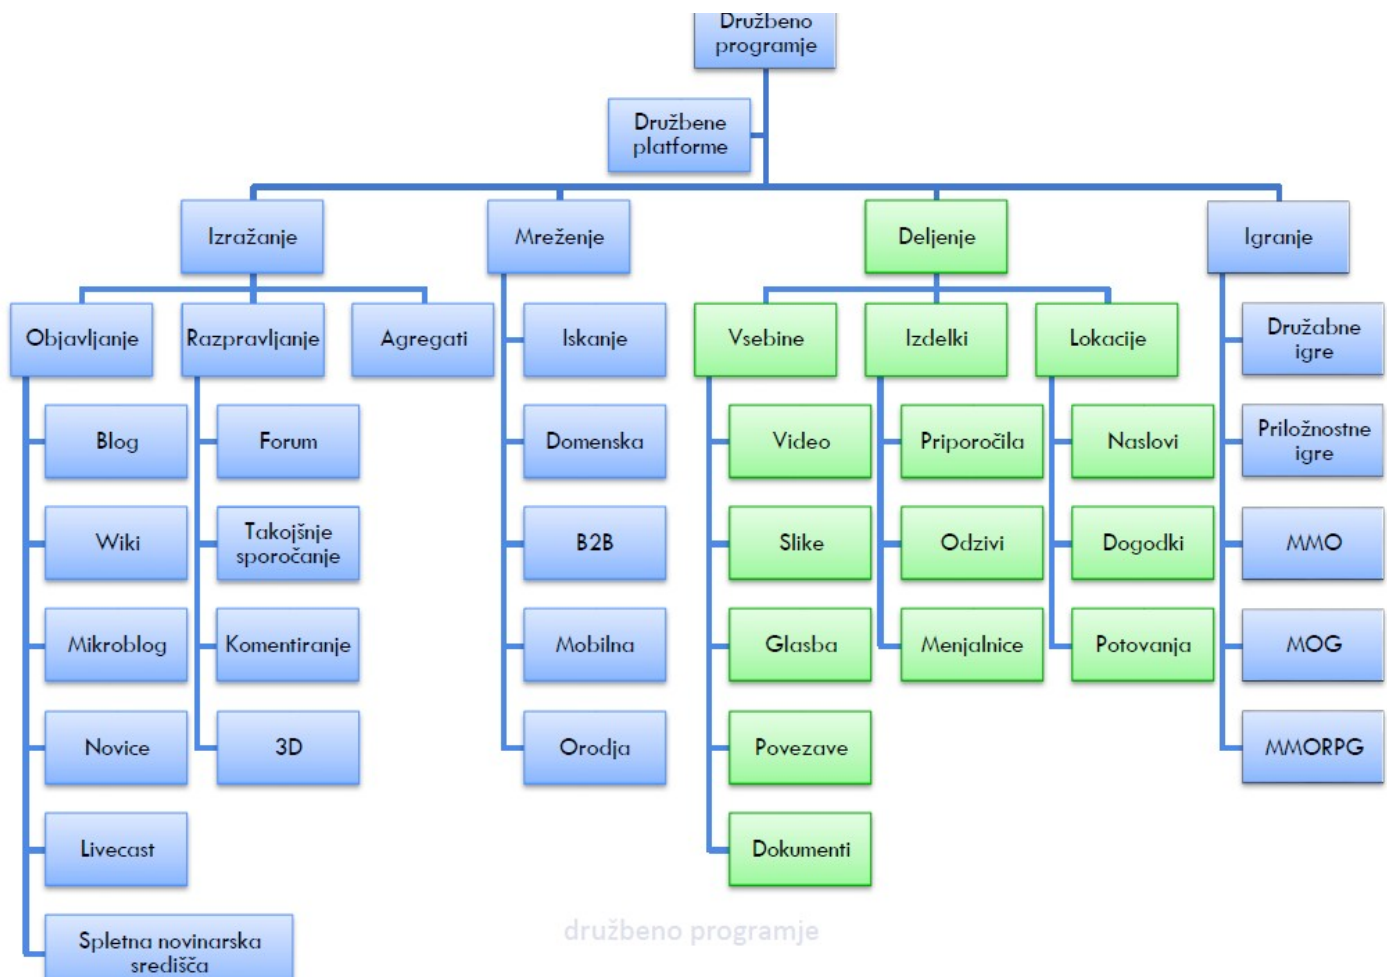 Družbeno
programje
Družbene
platforme
Izražanje
Mreženje
Deljenje
Igranje
Objavljanje
Razpravljanje
Agregati
Iskanje
Vsebine
Izdelki
Lokacije
Družabne
igre
Blog
Forum
Domenska
Video
Priporočila
Naslovi
Priložnostne
igre
Wiki
Takojšnje
sporočanje
B2B
Slike
Odzivi
Dogodki
MMO
Mikroblog
Komentiranje
Mobilna
Glasba
Menjalnice
Potovanja
MOG
Novice
3D
Orodja
Povezave
MMORPG
Livecast
Dokumenti
Spletna novinarska
središča
družbeno programje